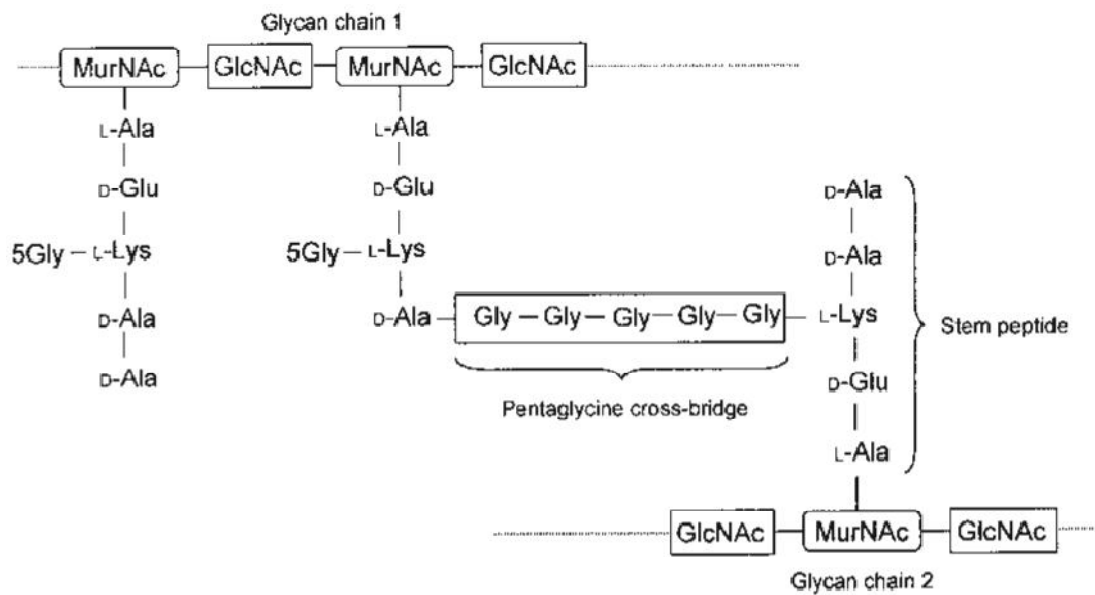 Glycan chain 1
MurNAc GlcNAc MurNAc GlcNAc
L-Ala L-Ala
D-Glu D-Glu D-Ala
5Gly – L-Lys 5Gly – L-Lys D-Ala
D-Ala D-Ala Gly – Gly – Gly – Gly – Gly – L-Lys Stem peptide
D-Ala D-Glu
Pentaglycine cross-bridge
L-Ala
GlcNAc MurNAc GlcNAc
Glycan chain 2